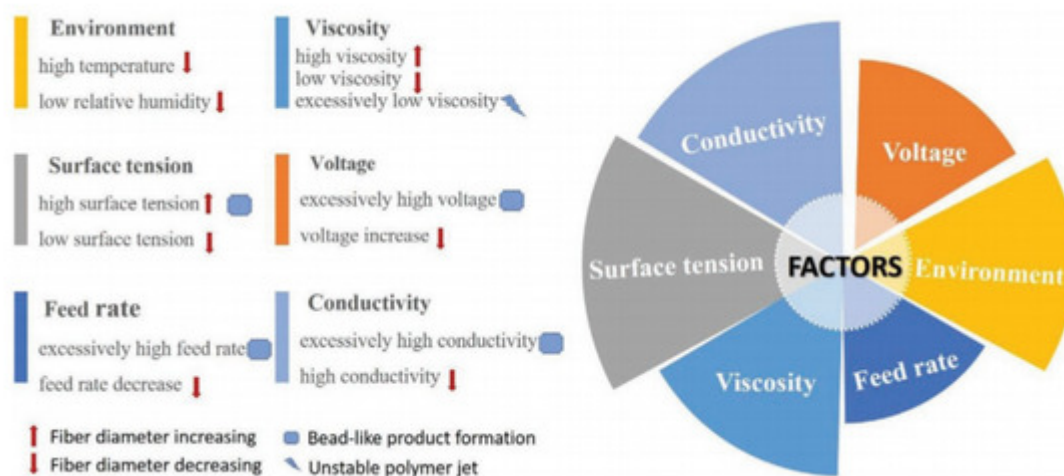 Environment
high temperature
low relative humidity
Viscosity
high viscosity
low viscosity
excessively low viscosity
Surface tension
high surface tension
low surface tension
Voltage
excessively high voltage
voltage increase
Feed rate
excessively high feed rate
feed rate decrease
Conductivity
excessively high conductivity
high conductivity
Fiber diameter increasing
Fiber diameter decreasing
Bead-like product formation
Unstable polymer jet
Conductivity
Voltage
Surface tension
FACTORS
Environment
Viscosity
Feed rate